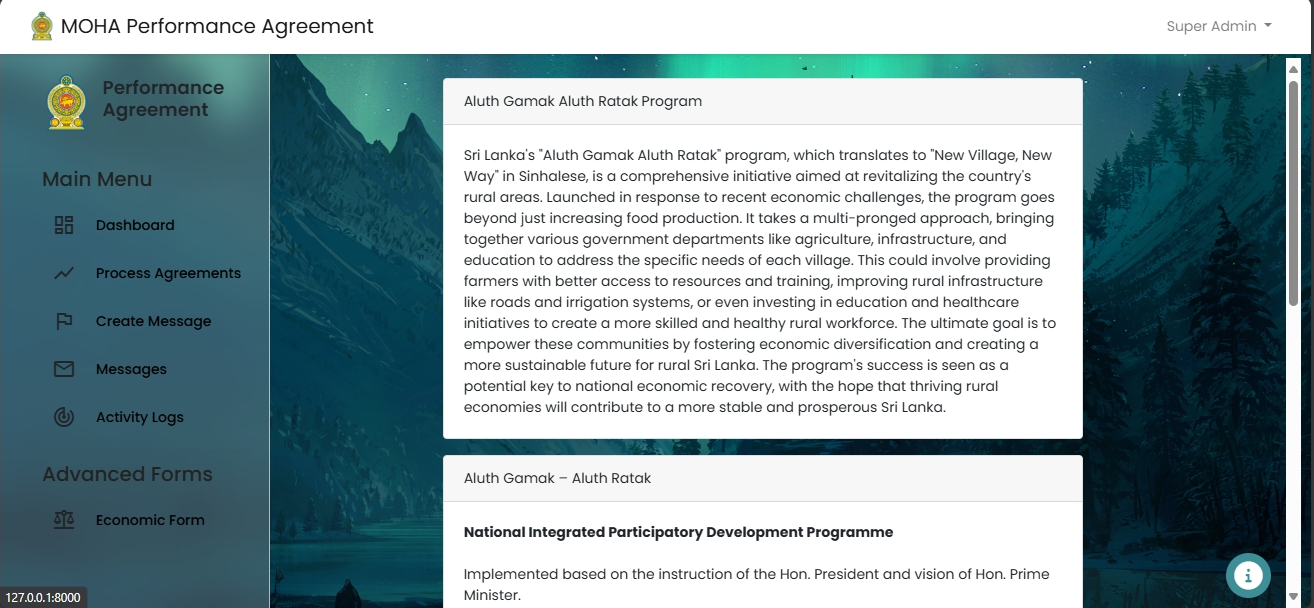 MOHA Performance Agreement
Super Admin
Performance
Agreement
Main Menu
Dashboard
Process Agreements
Create Message
Messages
Activity Logs
Advanced Forms
Economic Form
Aluth Gamak Aluth Ratak Program
Sri Lanka's "Aluth Gamak Aluth Ratak" program, which translates to "New Village, New
Way" in Sinhalese, is a comprehensive initiative aimed at revitalizing the country's
rural areas. Launched in response to recent economic challenges, the program goes
beyond just increasing food production. It takes a multi-pronged approach, bringing
together various government departments like agriculture, infrastructure, and
education to address the specific needs of each village. This could involve providing
farmers with better access to resources and training, improving rural infrastructure
like roads and irrigation systems, or even investing in education and healthcare
initiatives to create a more skilled and healthy rural workforce. The ultimate goal is to
empower these communities by fostering economic diversification and creating a
more sustainable future for rural Sri Lanka. The program's success is seen as a
potential key to national economic recovery, with the hope that thriving rural
economies will contribute to a more stable and prosperous Sri Lanka.
Aluth Gamak – Aluth Ratak
National Integrated Participatory Development Programme
Implemented based on the instruction of the Hon. President and vision of Hon. Prime
Minister.
127.0.0.1:8000